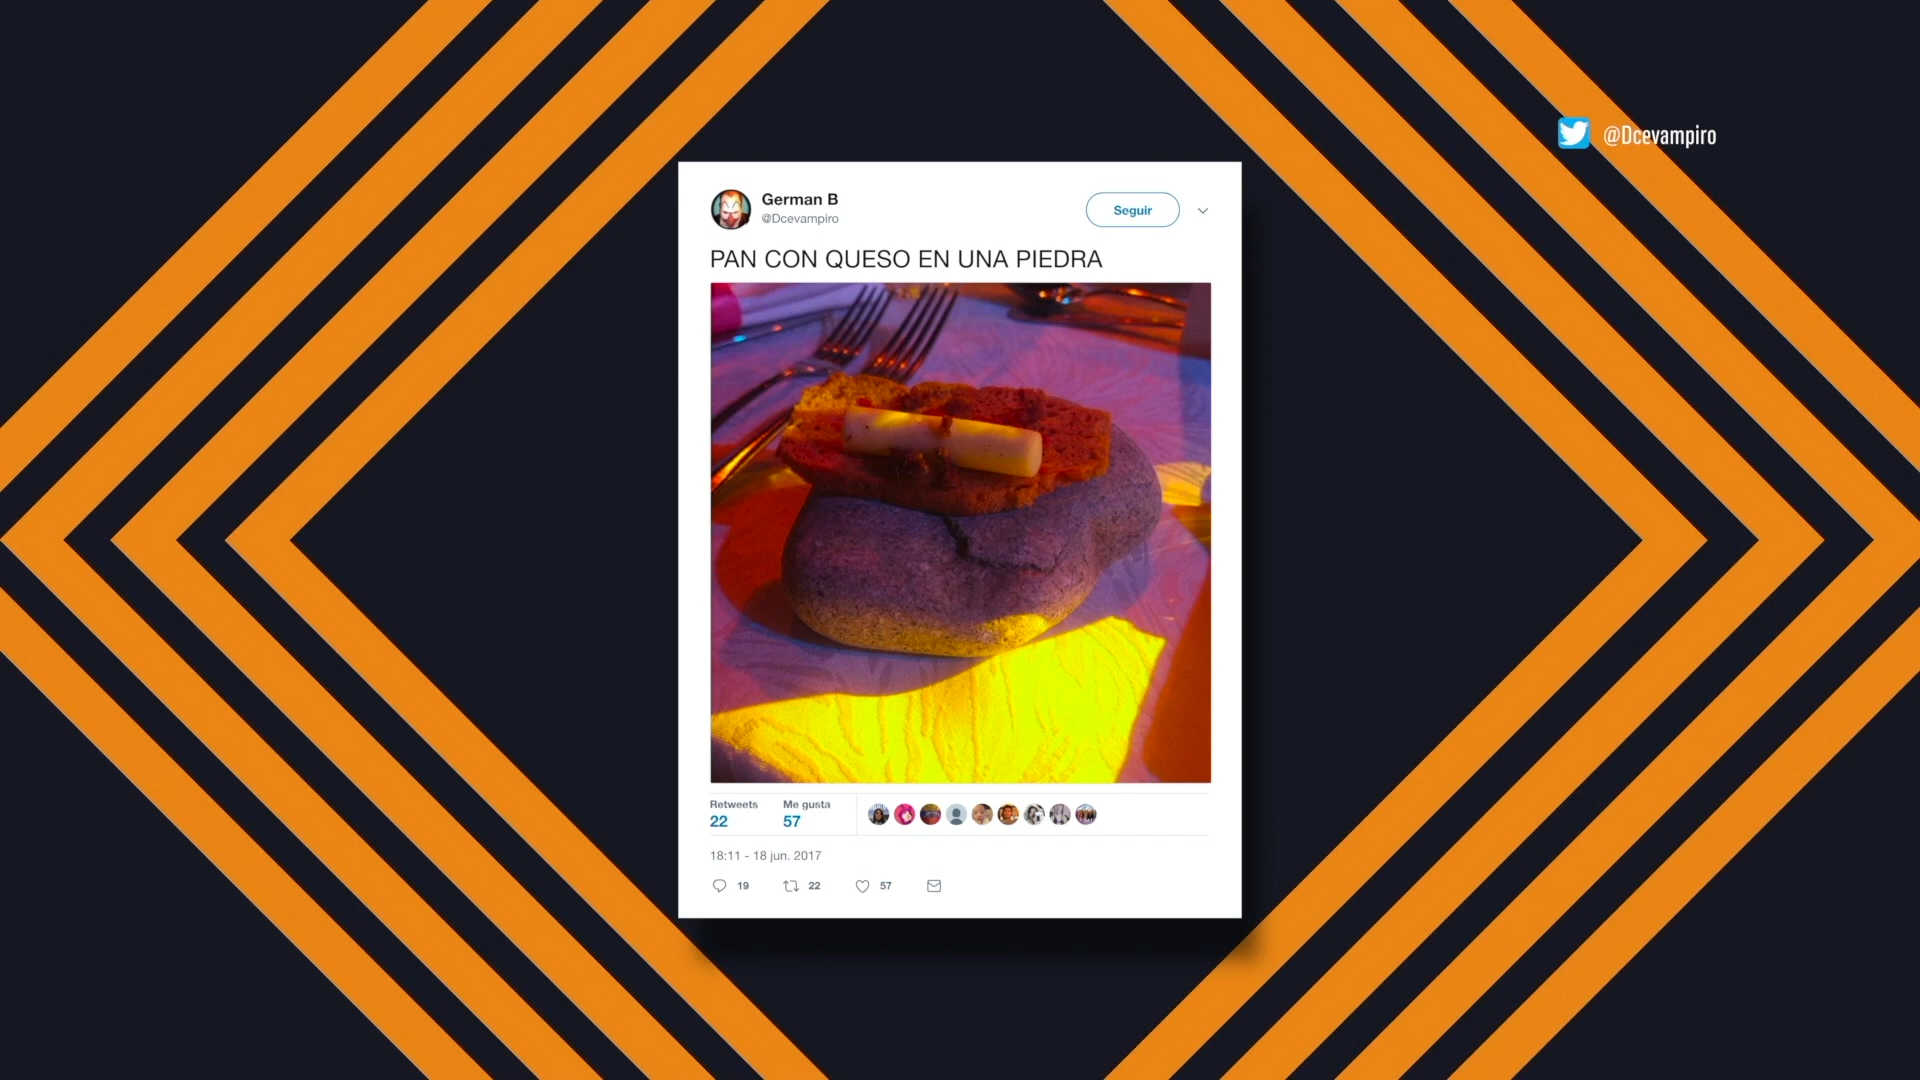 @Dcevampiro
German B
@Dcevampiro
Seguir
PAN CON QUESO EN UNA PIEDRA
Retweets
22
Me gusta
57
18:11 - 18 jun. 2017
19
22
57